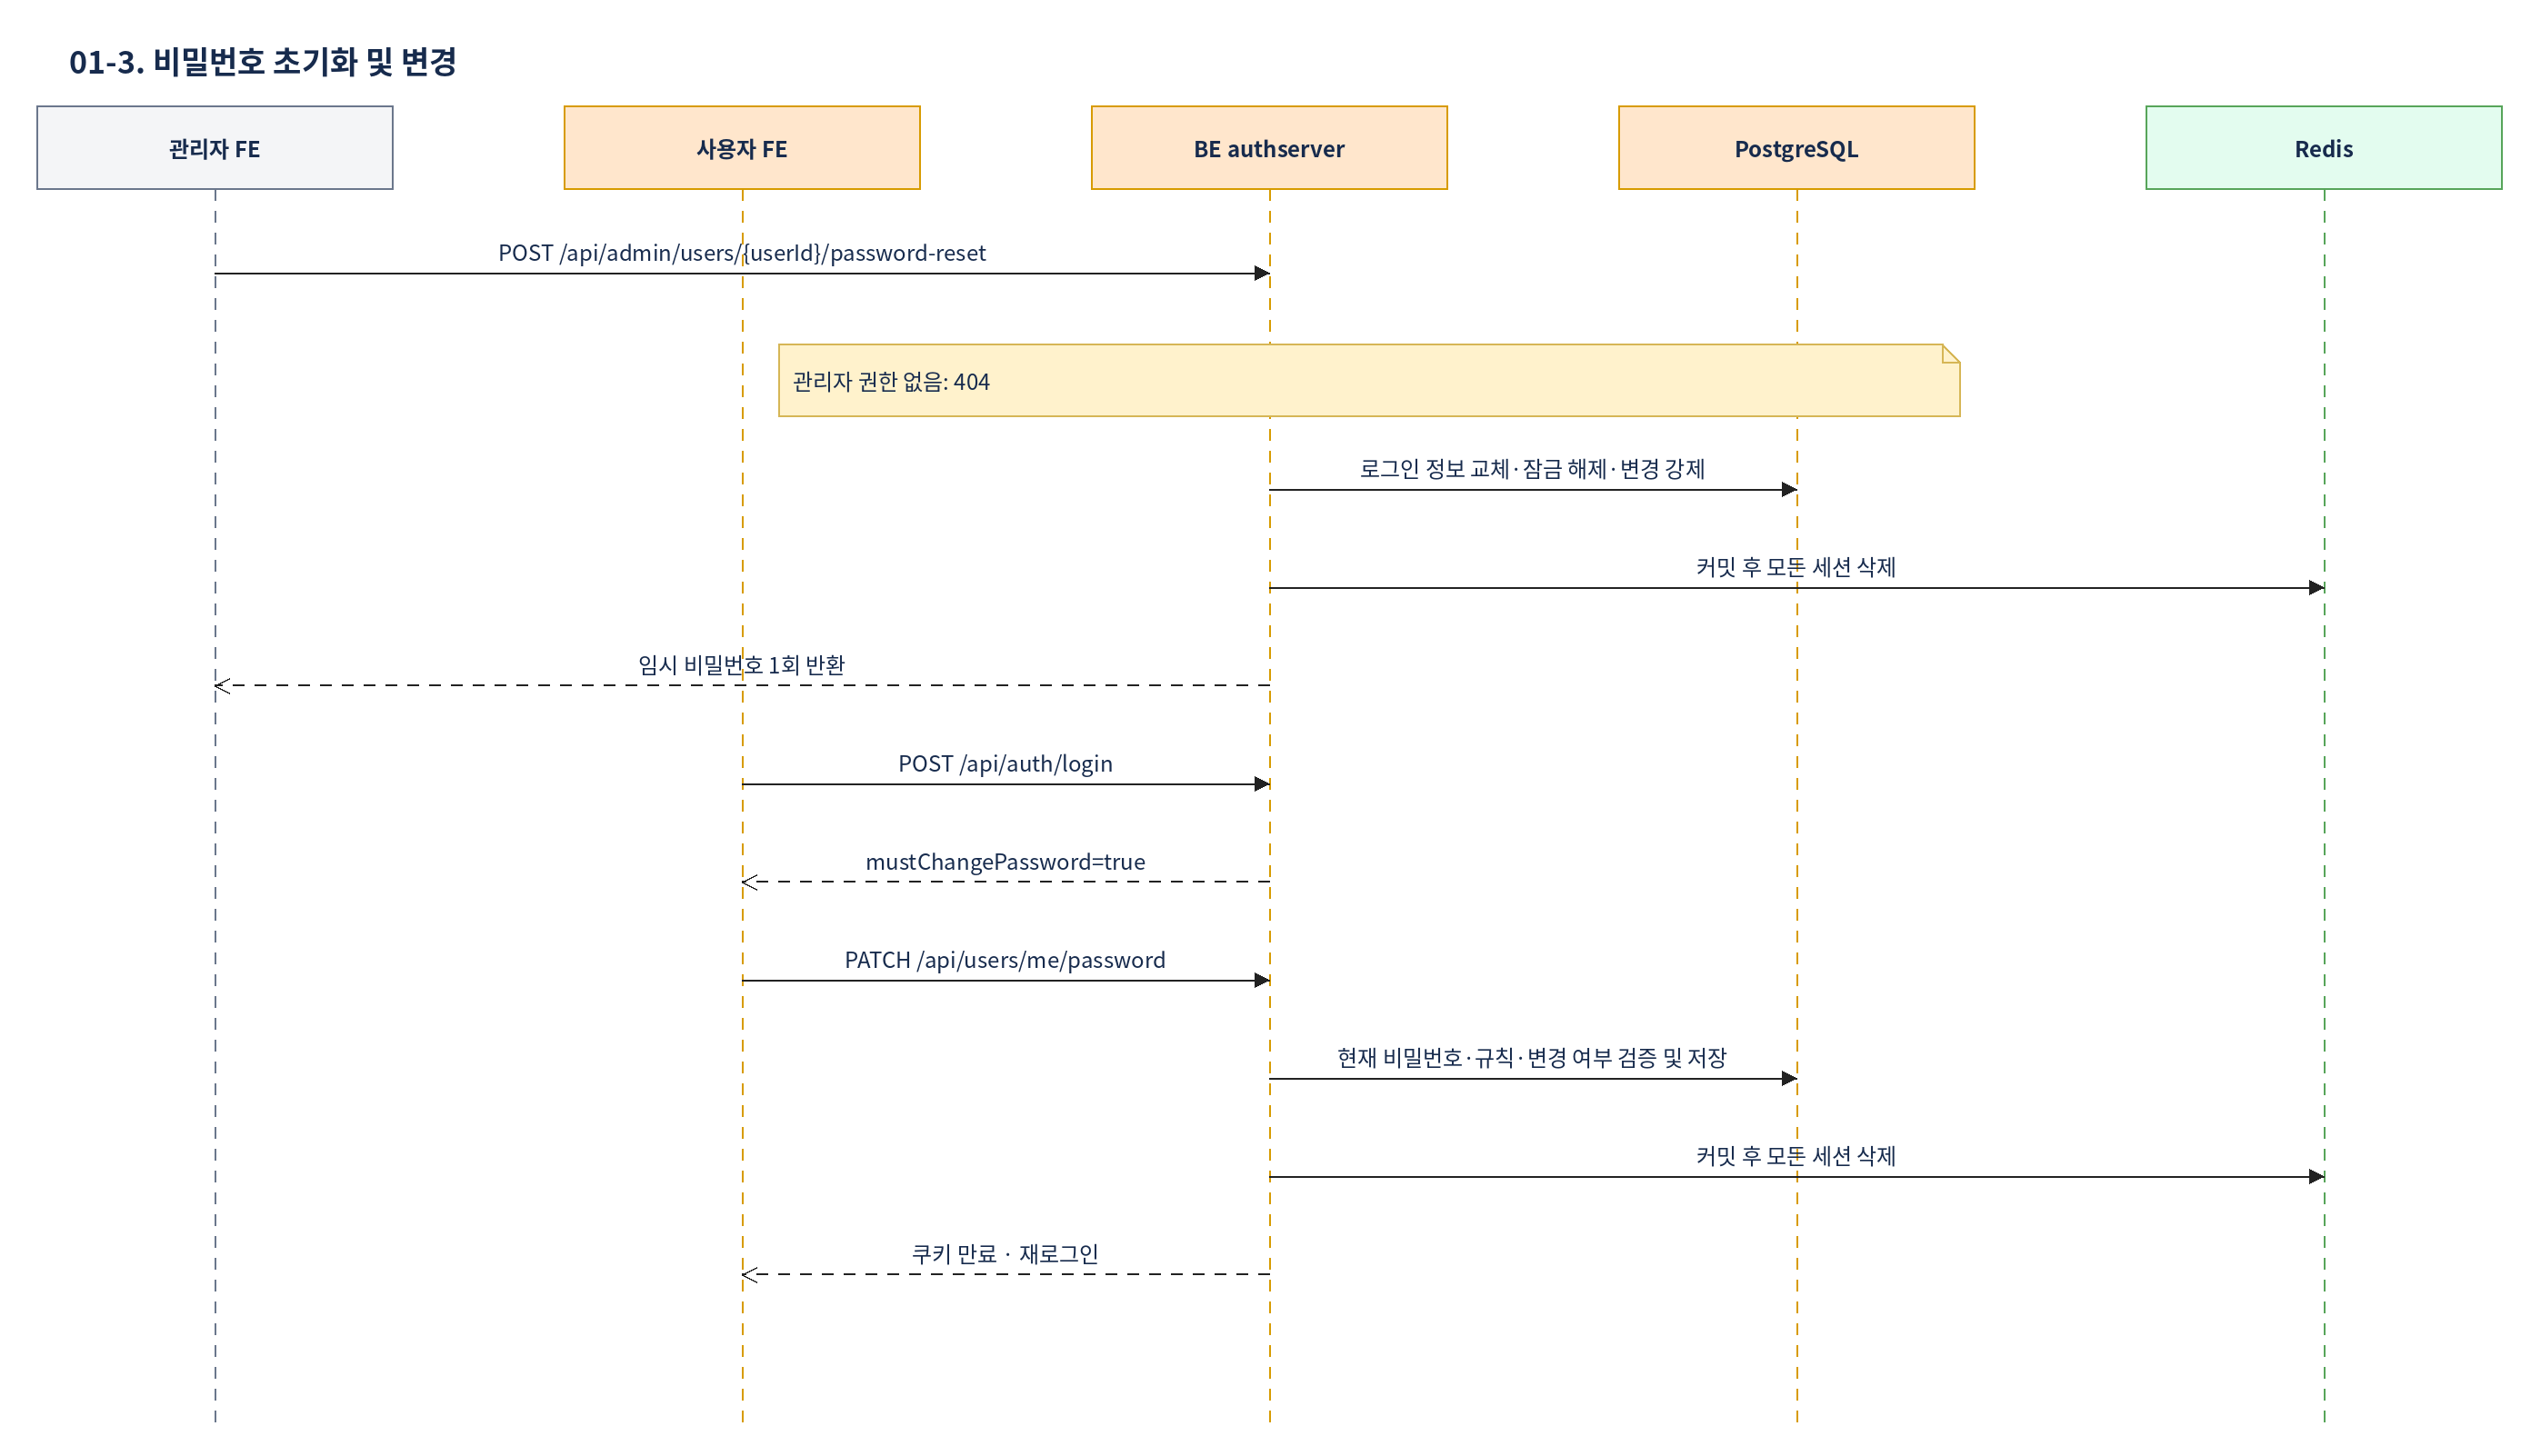 01-3. 비밀번호 초기화 및 변경
관리자 FE
사용자 FE
BE authserver
PostgreSQL
Redis
POST /api/admin/users/{userId}/password-reset
관리자 권한 없음: 404
로그인 정보 교체·잠금 해제·변경 강제
커밋 후 모든 세션 삭제
임시 비밀번호 1회 반환
POST /api/auth/login
mustChangePassword=true
PATCH /api/users/me/password
현재 비밀번호·규칙·변경 여부 검증 및 저장
커밋 후 모든 세션 삭제
쿠키 만료 · 재로그인